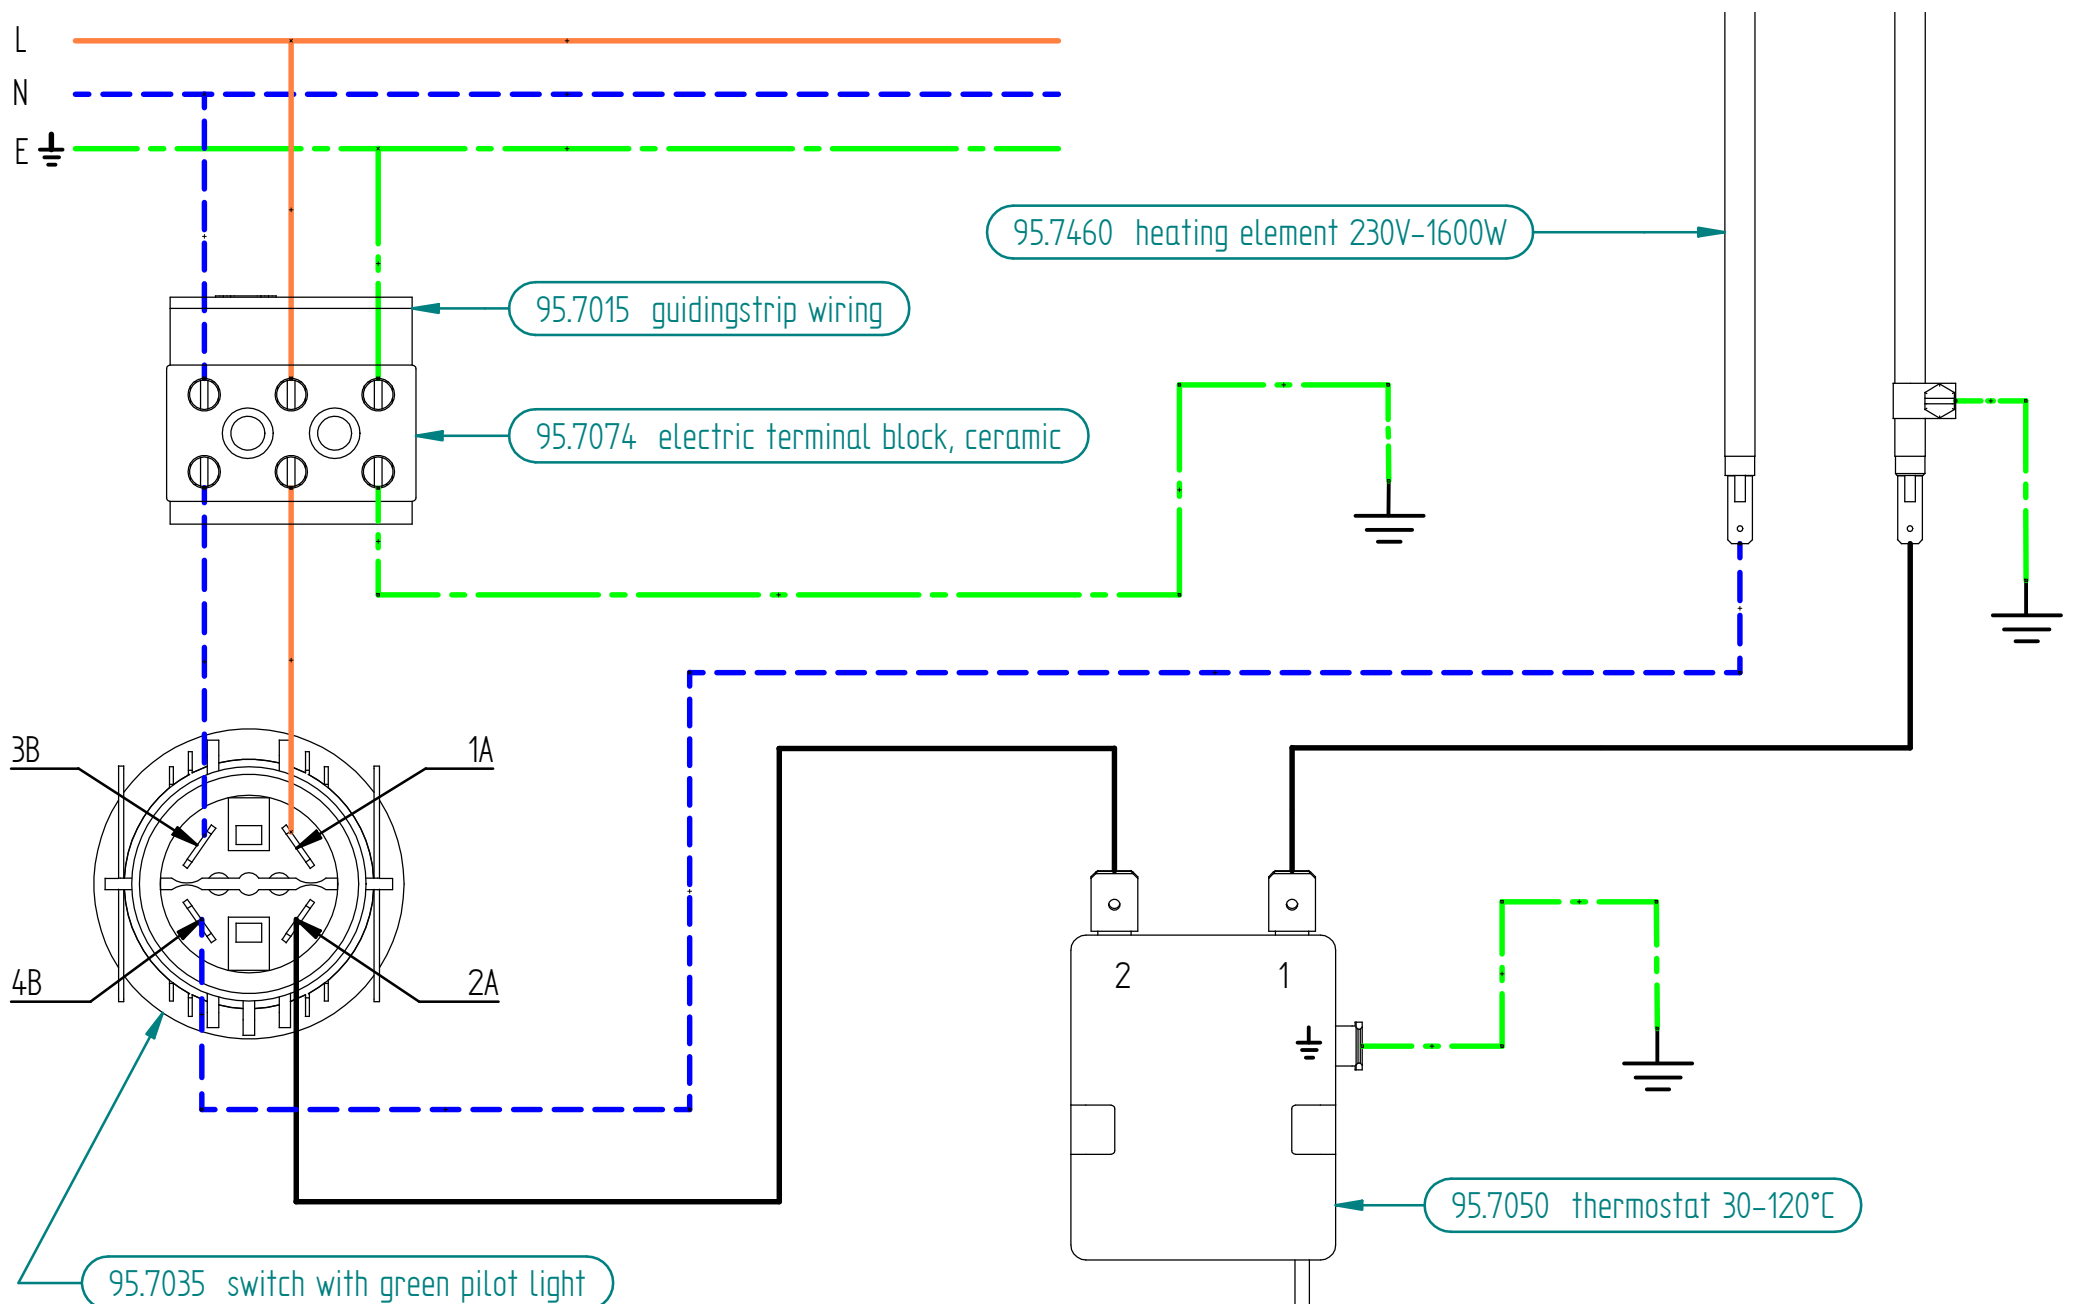 L
N
E
95.7460 heating element 230V-1600W
95.7015 guidingstrip wiring
95.7074 electric terminal block, ceramic
3B
1A
4B
2A
2
1
95.7050 thermostat 30-120°C
95.7035 switch with green pilot light